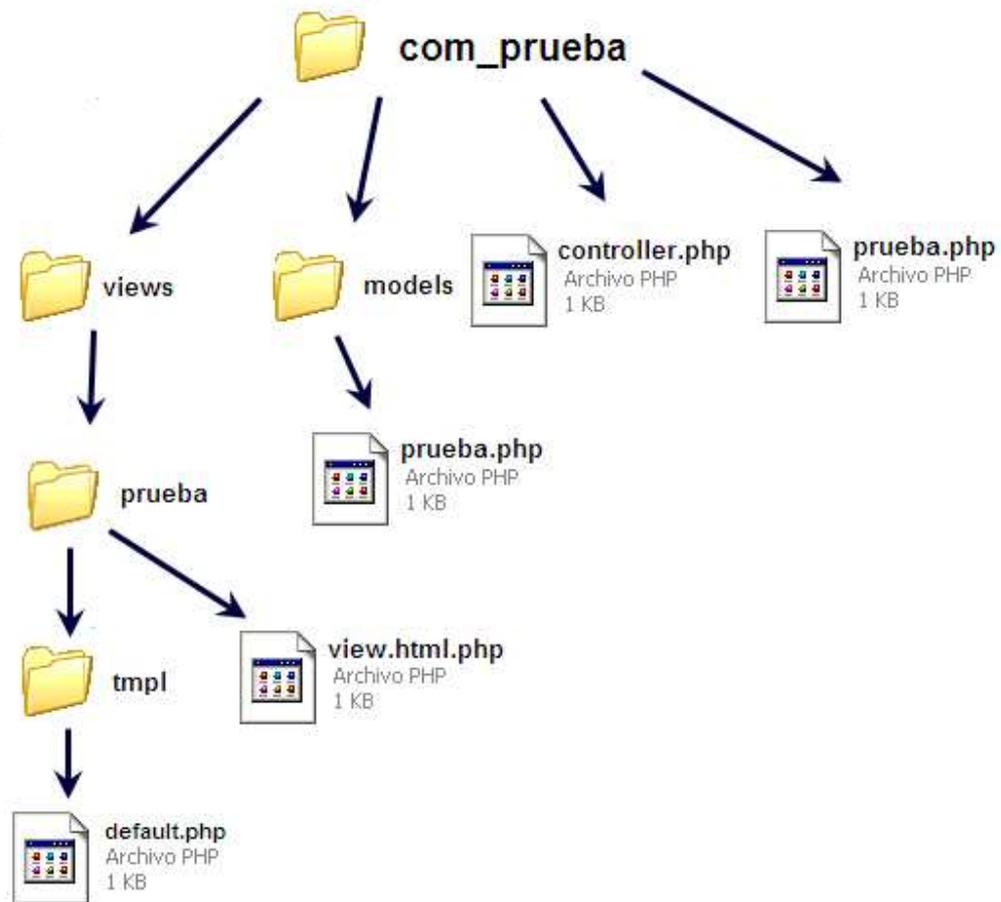 com_prueba
views
models
controller.php
Archivo PHP
1 KB
prueba.php
Archivo PHP
1 KB
prueba
prueba.php
Archivo PHP
1 KB
tmpl
view.html.php
Archivo PHP
1 KB
default.php
Archivo PHP
1 KB